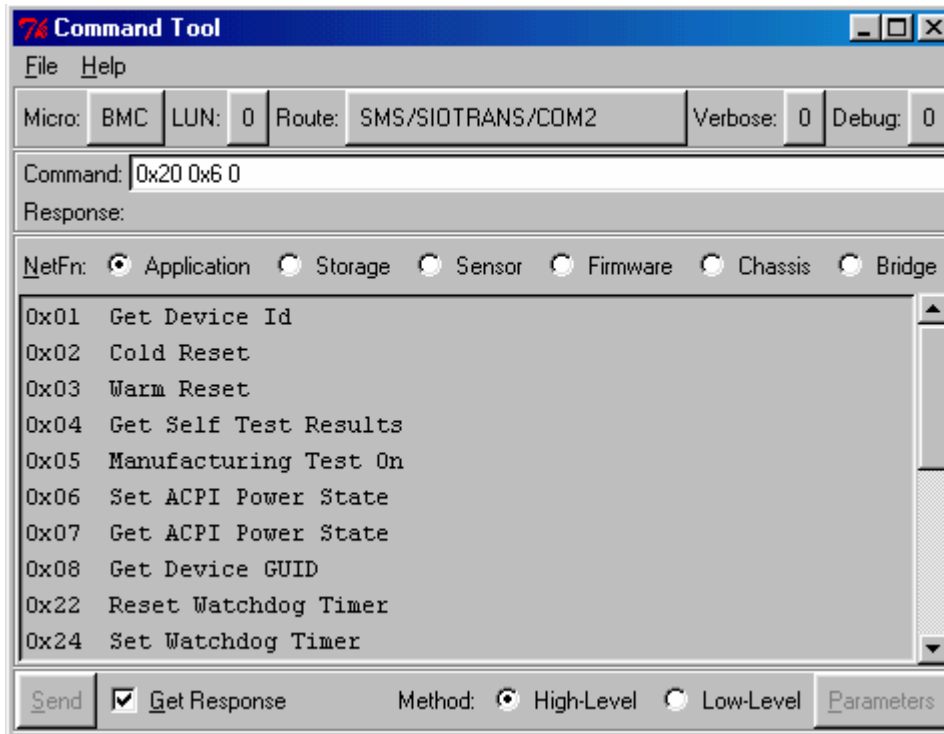 Command Tool
File Help
Micro: BMC LUN: 0 Route: SMS/SIOTRANS/COM2 Verbose: 0 Debug: 0
Command: 0x20 0x6 0
Response:
NetFn: Application Storage Sensor Firmware Chassis Bridge
0x01 Get Device Id
0x02 Cold Reset
0x03 Warm Reset
0x04 Get Self Test Results
0x05 Manufacturing Test On
0x06 Set ACPI Power State
0x07 Get ACPI Power State
0x08 Get Device GUID
0x22 Reset Watchdog Timer
0x24 Set Watchdog Timer
Send Get Response Method: High-Level Low-Level Parameters